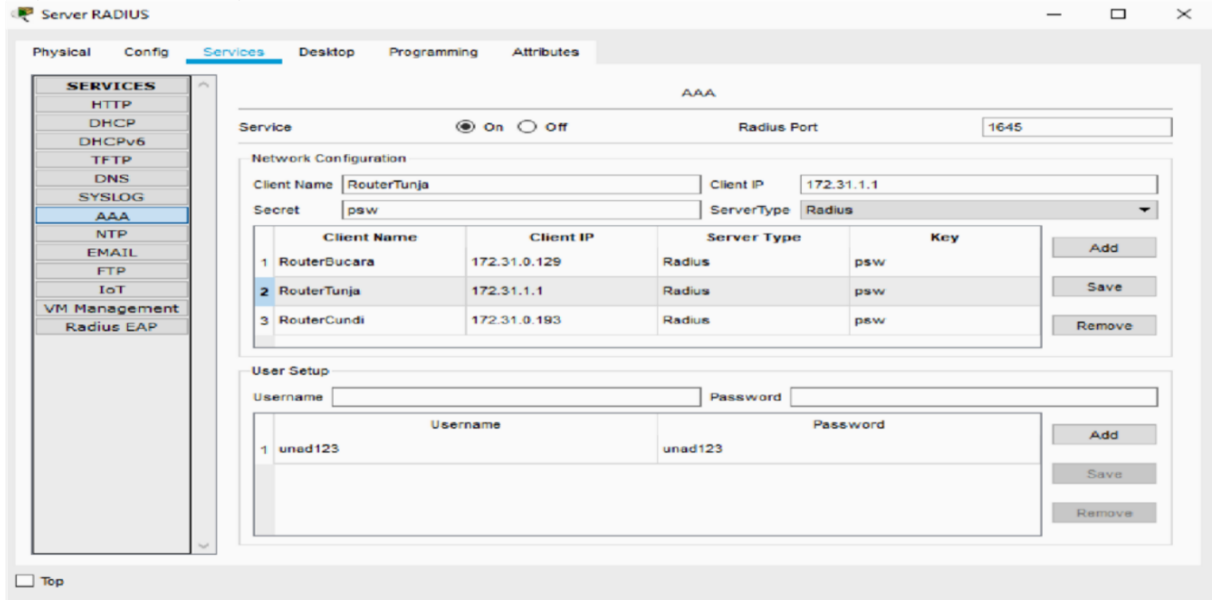 Server RADIUS
Physical Config Services Desktop Programming Attributes
SERVICES
HTTP
DHCP
DHCPv6
TFTP
DNS
SYSLOG
AAA
NTP
EMAIL
FTP
IoT
VM Management
Radius EAP
AAA
Service On Off Radius Port 1645
Network Configuration
Client Name RouterTunja Client IP 172.31.1.1
Secret psw ServerType Radius
Client Name Client IP Server Type Key
1 RouterBucara 172.31.0.129 Radius psw
2 RouterTunja 172.31.1.1 Radius psw
3 RouterCundi 172.31.0.193 Radius psw
Add
Save
Remove
User Setup
Username Password
Username Password
1 unad123 unad123
Add
Save
Remove
Top